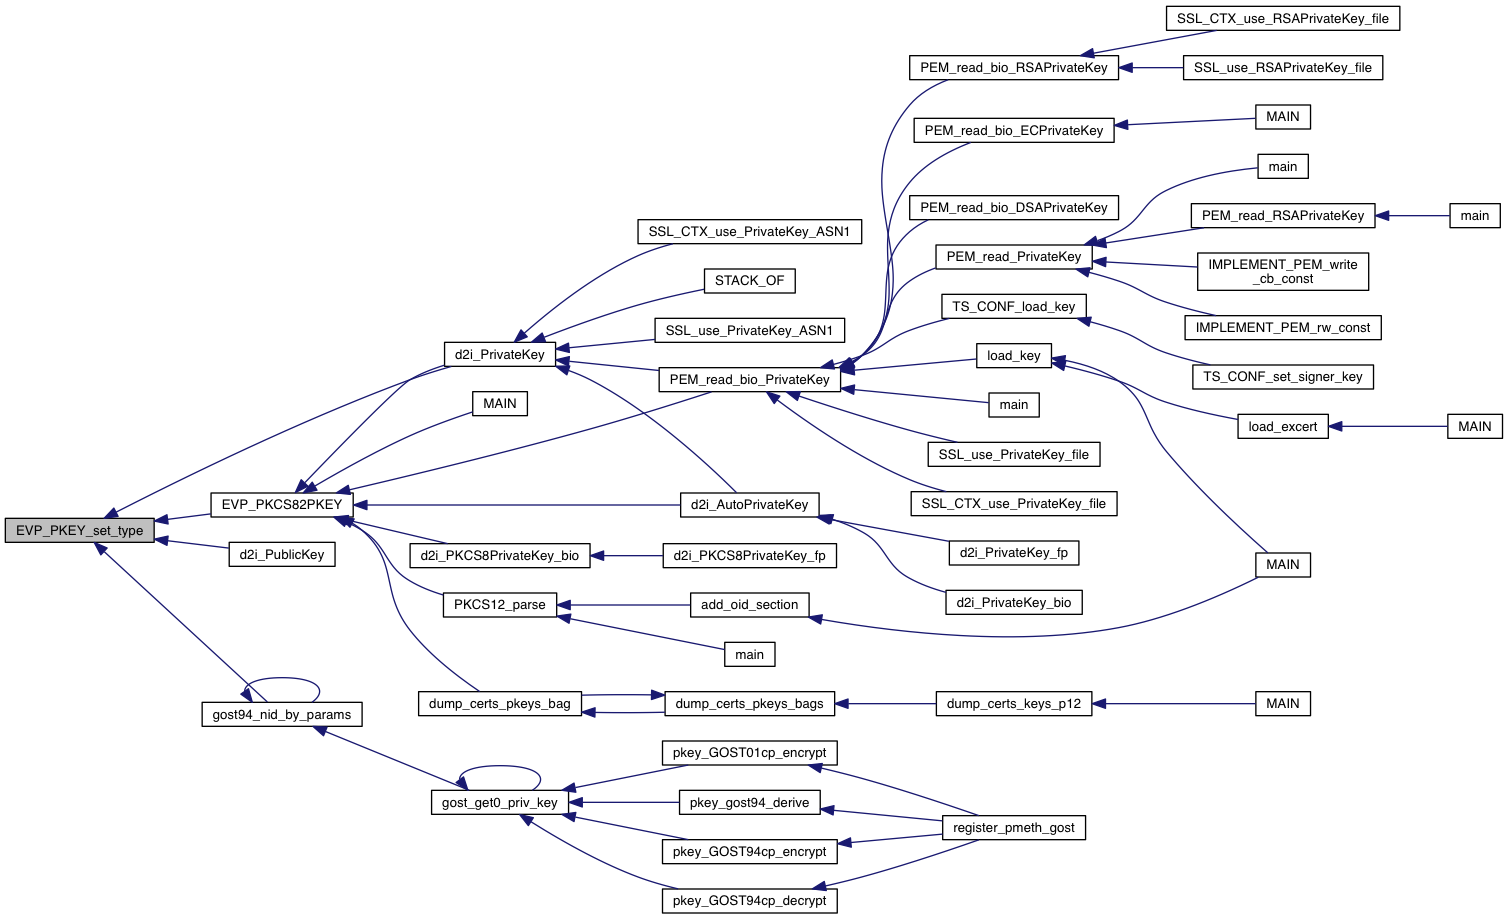 SSL_CTX_use_RSAPrivateKey_file
PEM_read_bio_RSAPrivateKey
SSL_use_RSAPrivateKey_file
PEM_read_bio_ECPrivateKey
MAIN
main
PEM_read_bio_DSAPrivateKey
PEM_read_RSAPrivateKey
main
SSL_CTX_use_PrivateKey_ASN1
PEM_read_PrivateKey
IMPLEMENT_PEM_write
_cb_const
STACK_OF
TS_CONF_load_key
IMPLEMENT_PEM_rw_const
SSL_use_PrivateKey_ASN1
d2i_PrivateKey
load_key
PEM_read_bio_PrivateKey
TS_CONF_set_signer_key
MAIN
main
load_excert
MAIN
SSL_use_PrivateKey_file
EVP_PKCS82PKEY
d2i_AutoPrivateKey
SSL_CTX_use_PrivateKey_file
EVP_PKEY_set_type
d2i_PublicKey
d2i_PKCS8PrivateKey_bio
d2i_PKCS8PrivateKey_fp
d2i_PrivateKey_fp
MAIN
PKCS12_parse
add_oid_section
d2i_PrivateKey_bio
main
gost94_nid_by_params
dump_certs_pkeys_bag
dump_certs_pkeys_bags
dump_certs_keys_p12
MAIN
pkey_GOST01cp_encrypt
gost_get0_priv_key
pkey_gost94_derive
register_pmeth_gost
pkey_GOST94cp_encrypt
pkey_GOST94cp_decrypt